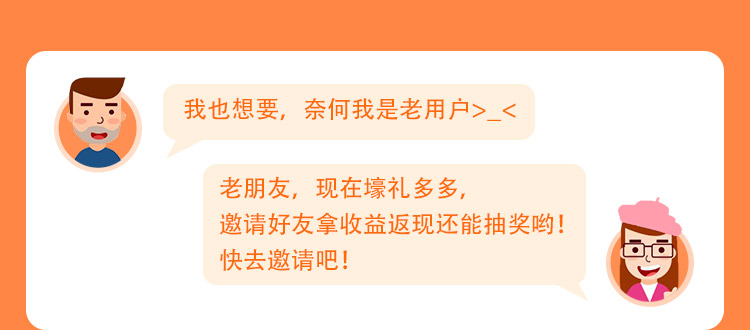 我也想要，奈何我是老用户>_<
老朋友，现在壕礼多多，
邀请好友拿收益返现还能抽奖哟！
快去邀请吧！